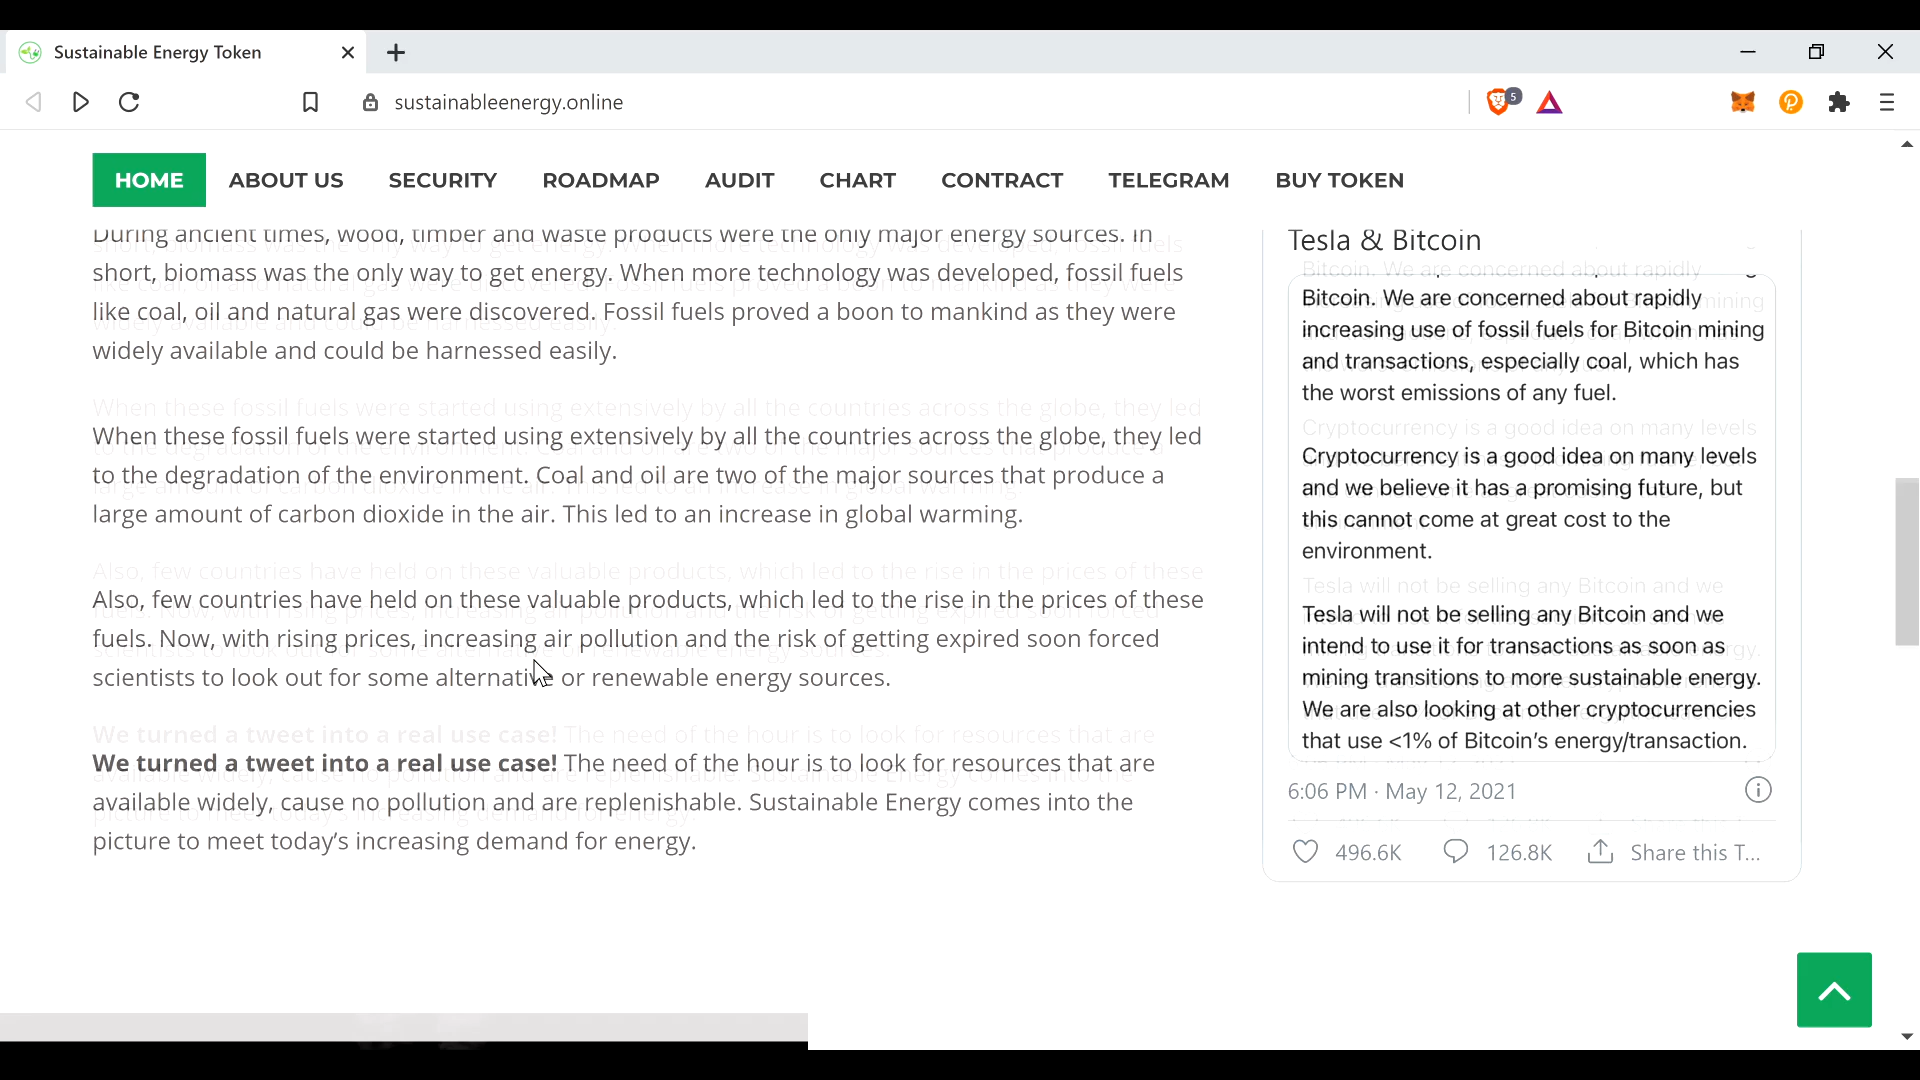 Sustainable Energy Token
sustainableenergy.online
5
HOME ABOUT US SECURITY ROADMAP AUDIT CHART CONTRACT TELEGRAM BUY TOKEN
During ancient times, wood, timber and waste products were the only major energy sources. In
short, biomass was the only way to get energy. When more technology was developed, fossil fuels
like coal, oil and natural gas were discovered. Fossil fuels proved a boon to mankind as they were
widely available and could be harnessed easily.
When these fossil fuels were started using extensively by all the countries across the globe, they led
to the degradation of the environment. Coal and oil are two of the major sources that produce a
large amount of carbon dioxide in the air. This led to an increase in global warming.
Also, few countries have held on these valuable products, which led to the rise in the prices of these
fuels. Now, with rising prices, increasing air pollution and the risk of getting expired soon forced
scientists to look out for some alternative or renewable energy sources.
We turned a tweet into a real use case! The need of the hour is to look for resources that are
available widely, cause no pollution and are replenishable. Sustainable Energy comes into the
picture to meet today's increasing demand for energy.
Tesla & Bitcoin
Bitcoin. We are concerned about rapidly
increasing use of fossil fuels for Bitcoin mining
and transactions, especially coal, which has
the worst emissions of any fuel.
Cryptocurrency is a good idea on many levels
and we believe it has a promising future, but
this cannot come at great cost to the
environment.
Tesla will not be selling any Bitcoin and we
intend to use it for transactions as soon as
mining transitions to more sustainable energy.
We are also looking at other cryptocurrencies
that use <1% of Bitcoin's energy/transaction.
6:06 PM · May 12, 2021
496.6K 126.8K Share this T...